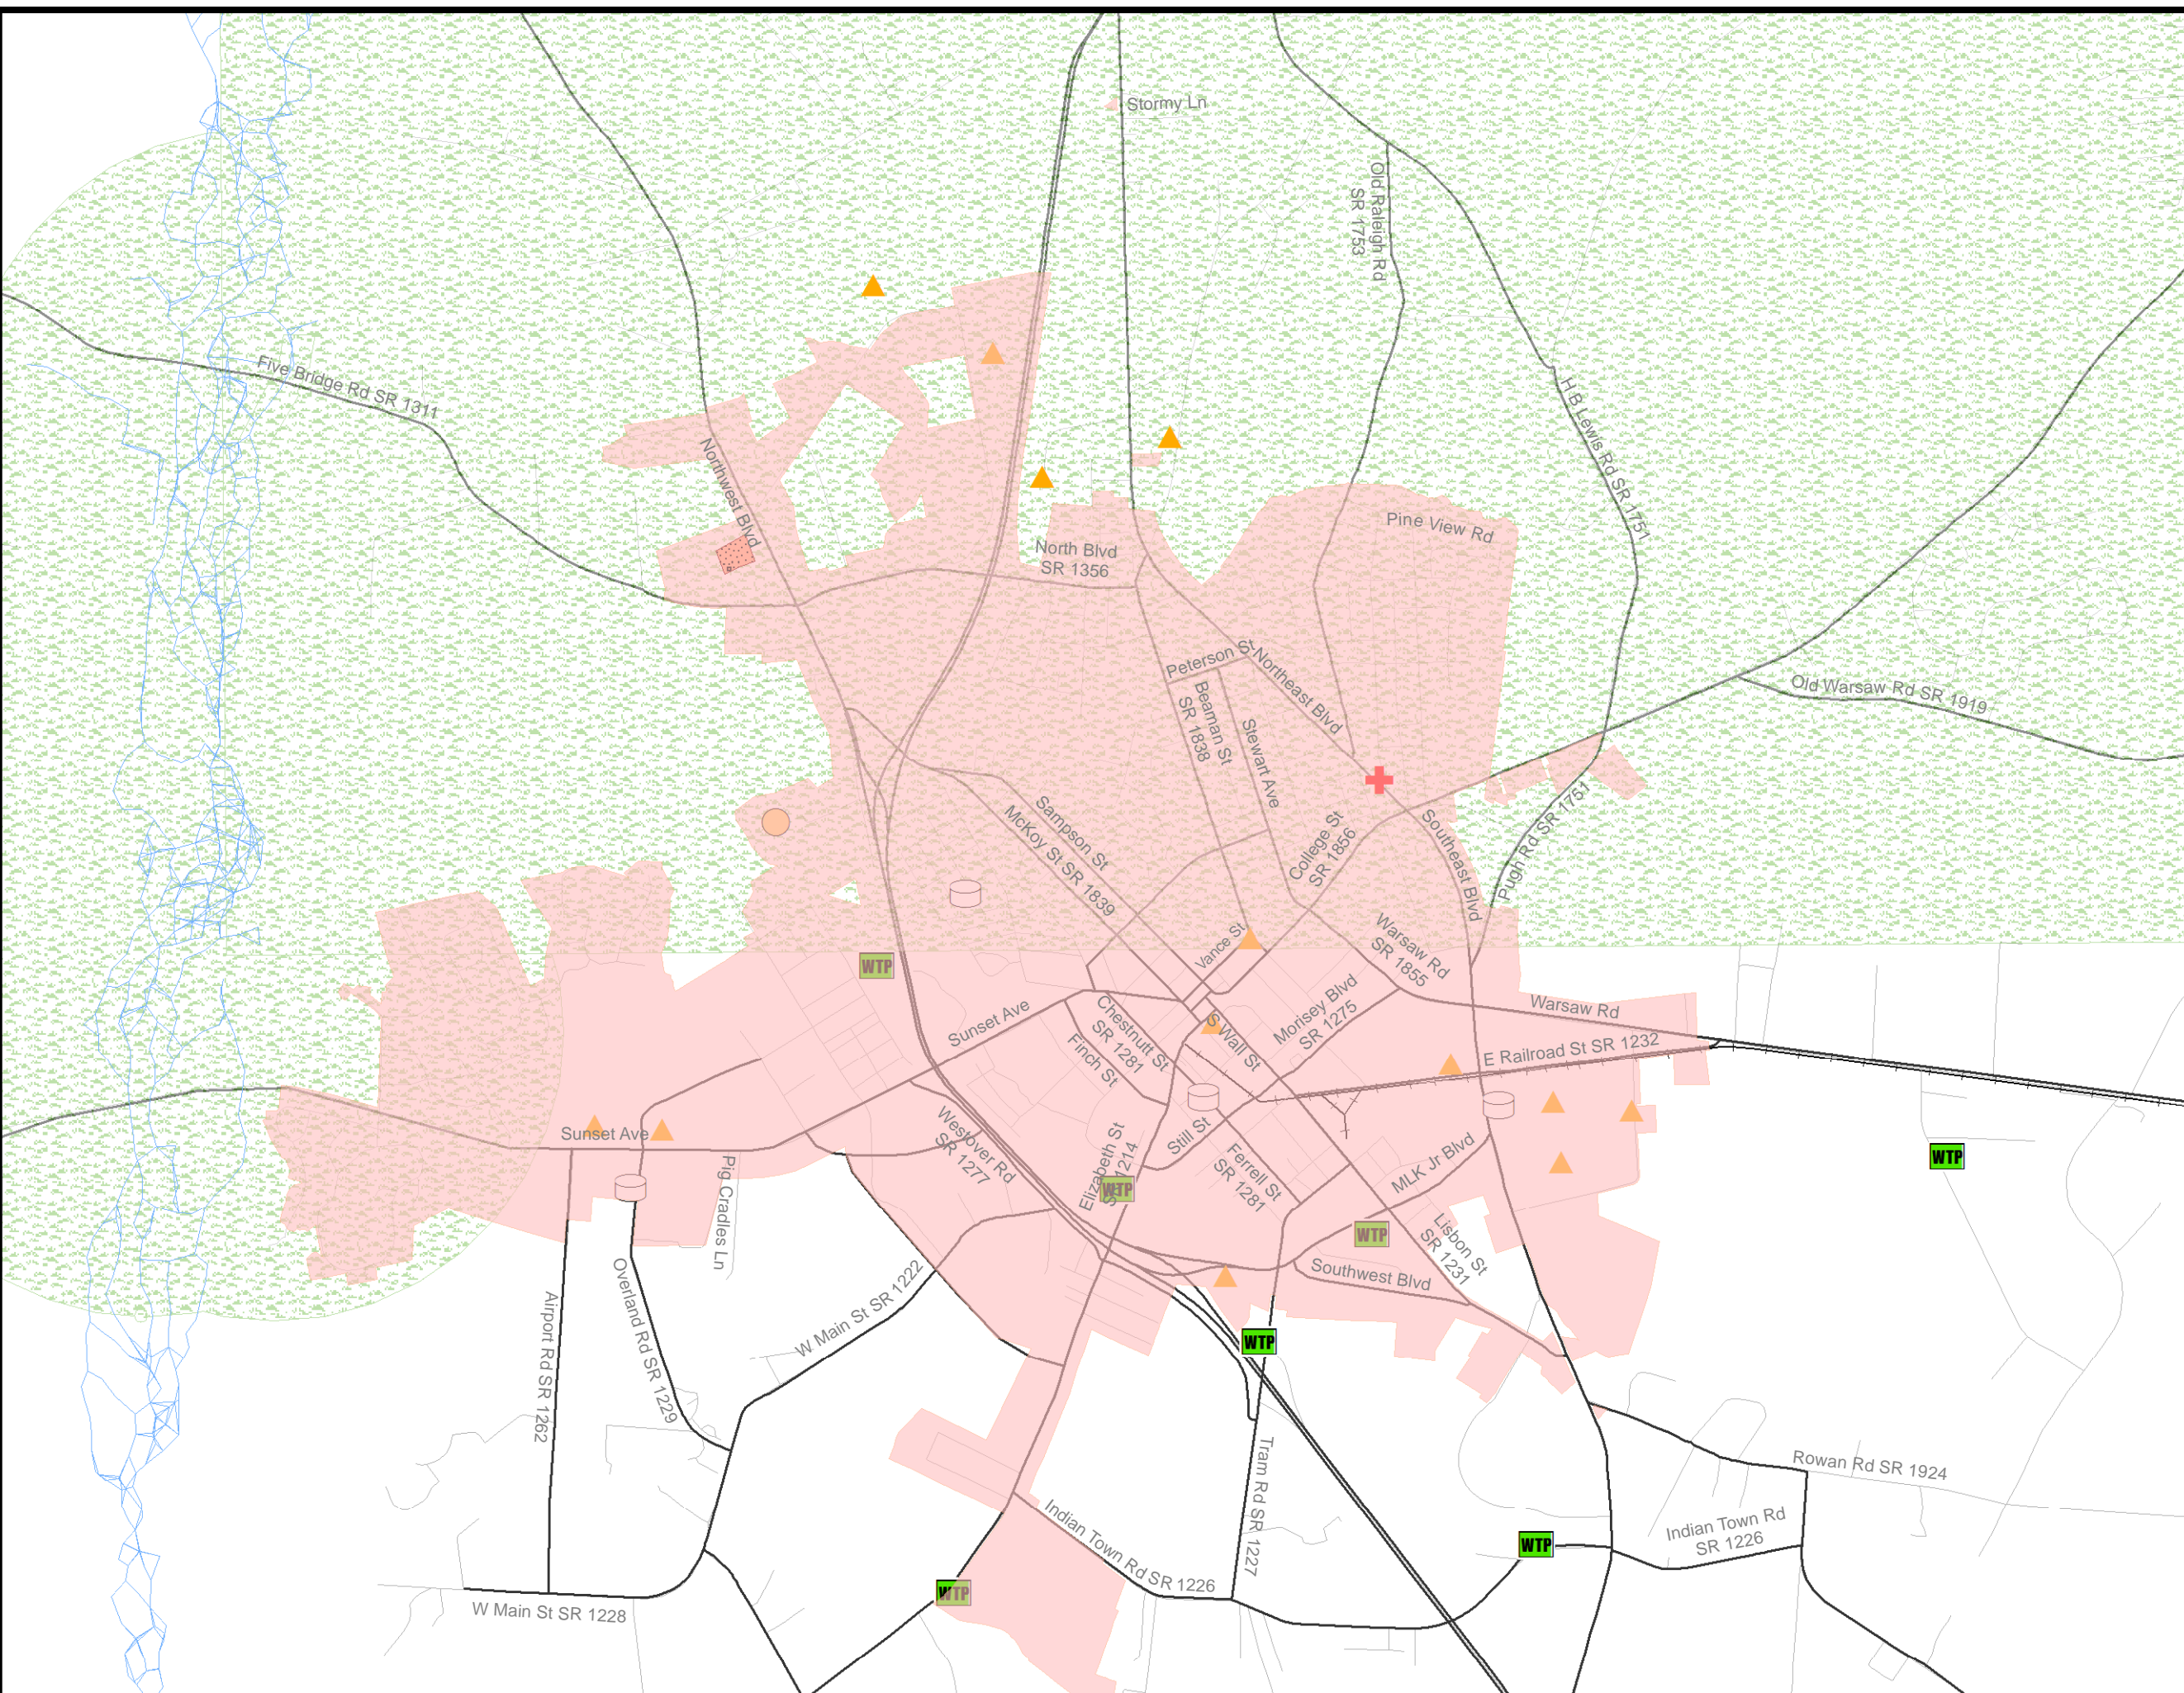 Stormy Ln
Old Raleigh Rd
SR 1753
Five Bridge Rd SR 1311
H B Lewis Rd SR 1751
Northwest Blvd
Pine View Rd
North Blvd
SR 1356
Peterson St
Northeast Blvd
Beaman St
SR 1838
Stewart Ave
Old Warsaw Rd SR 1919
Sampson St
McKoy St SR 1839
College St
SR 1856
Southeast Blvd
Pugh Rd SR 1751
Vance St
Warsaw Rd
SR 1855
WTP
Morisey Blvd
SR 1275
Warsaw Rd
Sunset Ave
Chestnutt St
SR 1281
Finch St
S Wall St
E Railroad St SR 1232
Sunset Ave
Westover Rd
SR 1277
Elizabeth St
SR 1214
Still St
Ferrell St
SR 1281
MLK Jr Blvd
WTP
Pig Cradles Ln
WTP
WTP
Lisbon St
SR 1231
Southwest Blvd
Airport Rd SR 1262
Overland Rd SR 1229
W Main St SR 1222
WTP
Tram Rd SR 1227
Rowan Rd SR 1924
Indian Town Rd SR 1226
Indian Town Rd
SR 1226
WTP
WTP
W Main St SR 1228